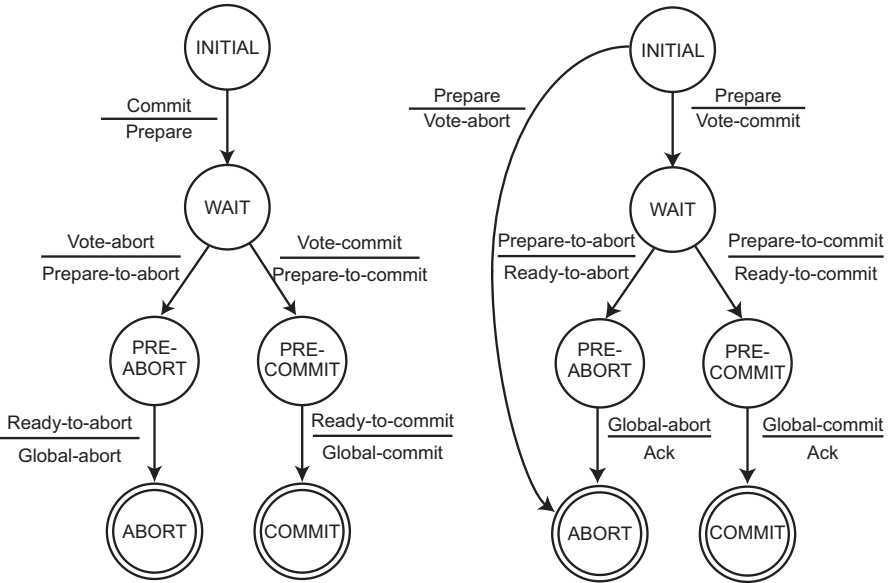 INITIAL
Commit
Prepare
WAIT
Vote-abort
Prepare-to-abort
Vote-commit
Prepare-to-commit
PRE-
ABORT
PRE-
COMMIT
Ready-to-abort
Global-abort
Ready-to-commit
Global-commit
ABORT
COMMIT
INITIAL
Prepare
Vote-abort
Prepare
Vote-commit
WAIT
Prepare-to-abort
Ready-to-abort
Prepare-to-commit
Ready-to-commit
PRE-
ABORT
PRE-
COMMIT
Global-abort
Ack
Global-commit
Ack
ABORT
COMMIT